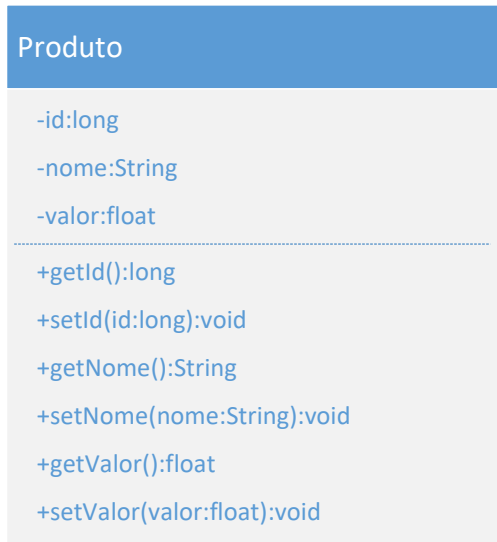 Produto
-id:long
-nome:String
-valor:float
+getId():long
+setId(id:long):void
+getNome():String
+setNome(nome:String):void
+getValor():float
+setValor(valor:float):void